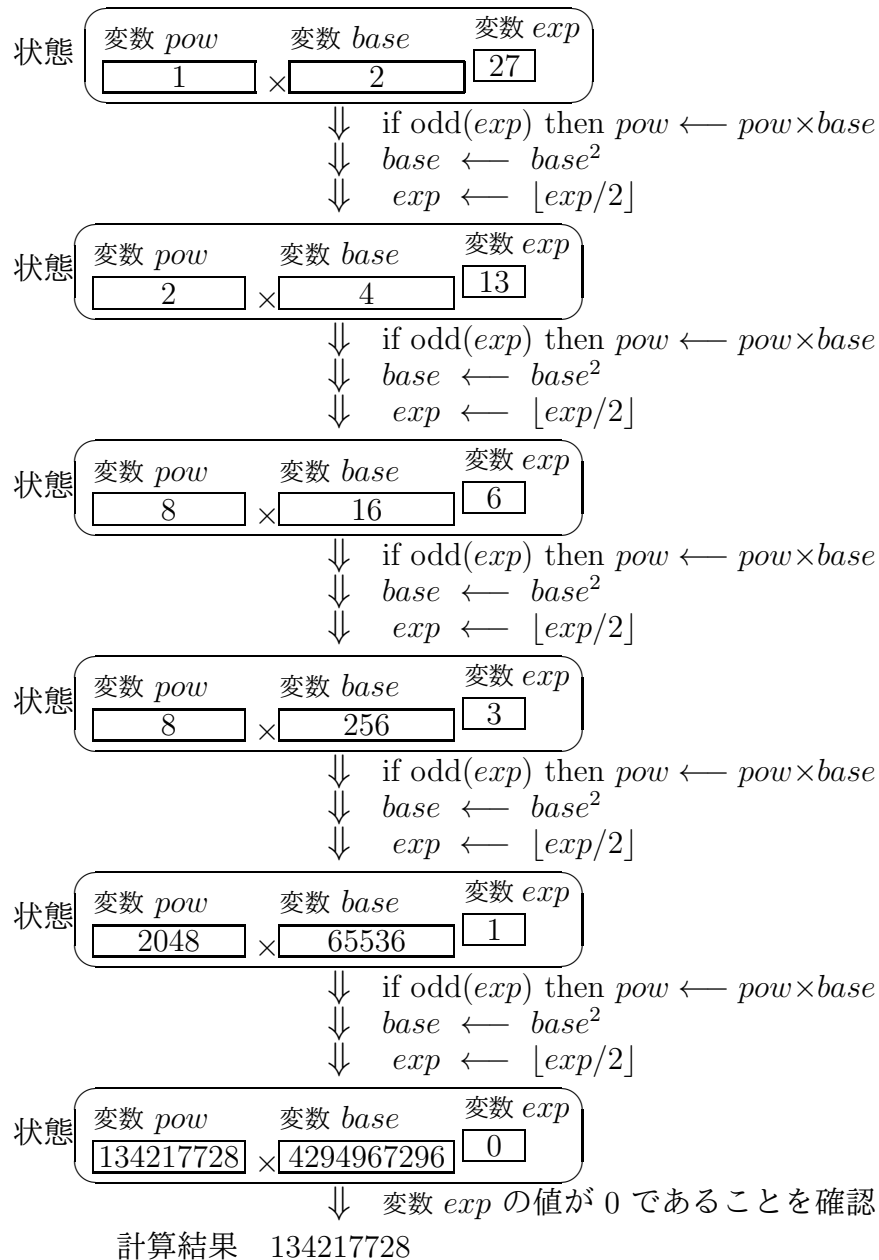 状態 変数 pow 変数 base 変数 exp
1 × 2 27
⇓ if odd(exp) then pow ⟵ pow×base
⇓ base ⟵ base²
⇓ exp ⟵ ⌊exp/2⌋
状態 変数 pow 変数 base 変数 exp
2 × 4 13
⇓ if odd(exp) then pow ⟵ pow×base
⇓ base ⟵ base²
⇓ exp ⟵ ⌊exp/2⌋
状態 変数 pow 変数 base 変数 exp
8 × 16 6
⇓ if odd(exp) then pow ⟵ pow×base
⇓ base ⟵ base²
⇓ exp ⟵ ⌊exp/2⌋
状態 変数 pow 変数 base 変数 exp
8 × 256 3
⇓ if odd(exp) then pow ⟵ pow×base
⇓ base ⟵ base²
⇓ exp ⟵ ⌊exp/2⌋
状態 変数 pow 変数 base 変数 exp
2048 × 65536 1
⇓ if odd(exp) then pow ⟵ pow×base
⇓ base ⟵ base²
⇓ exp ⟵ ⌊exp/2⌋
状態 変数 pow 変数 base 変数 exp
134217728 × 4294967296 0
⇓ 変数 exp の値が 0 であることを確認
計算結果 134217728